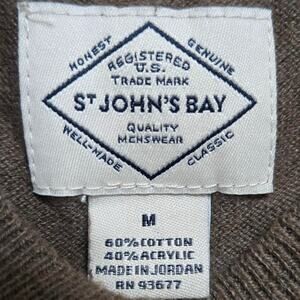 HONEST
GENUINE
REGISTERED
U.S.
TRADE MARK
ST JOHN'S BAY
QUALITY
MENSWEAR
WELL-MADE
CLASSIC
M
60% COTTON
40% ACRYLIC
MADE IN JORDAN
RN 93677